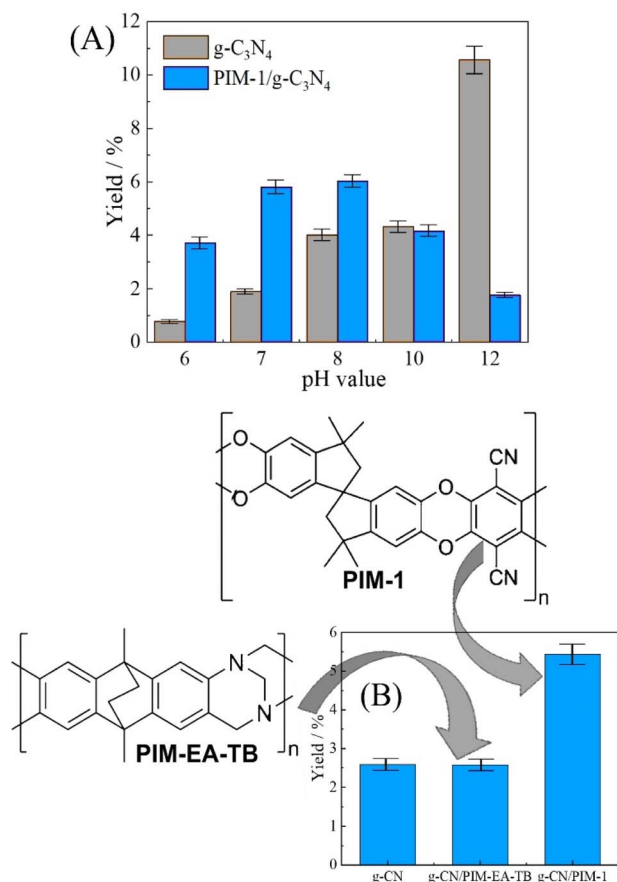 (A)
g-C₃N₄
PIM-1/g-C₃N₄
Yield / %
12
10
8
6
4
2
0
6 7 8 10 12
pH value
O
O
O
O
CN
CN
n
PIM-1
N
N
n
PIM-EA-TB
(B)
Yield / %
6
5
4
3
2
1
0
g-CN g-CN/PIM-EA-TB g-CN/PIM-1